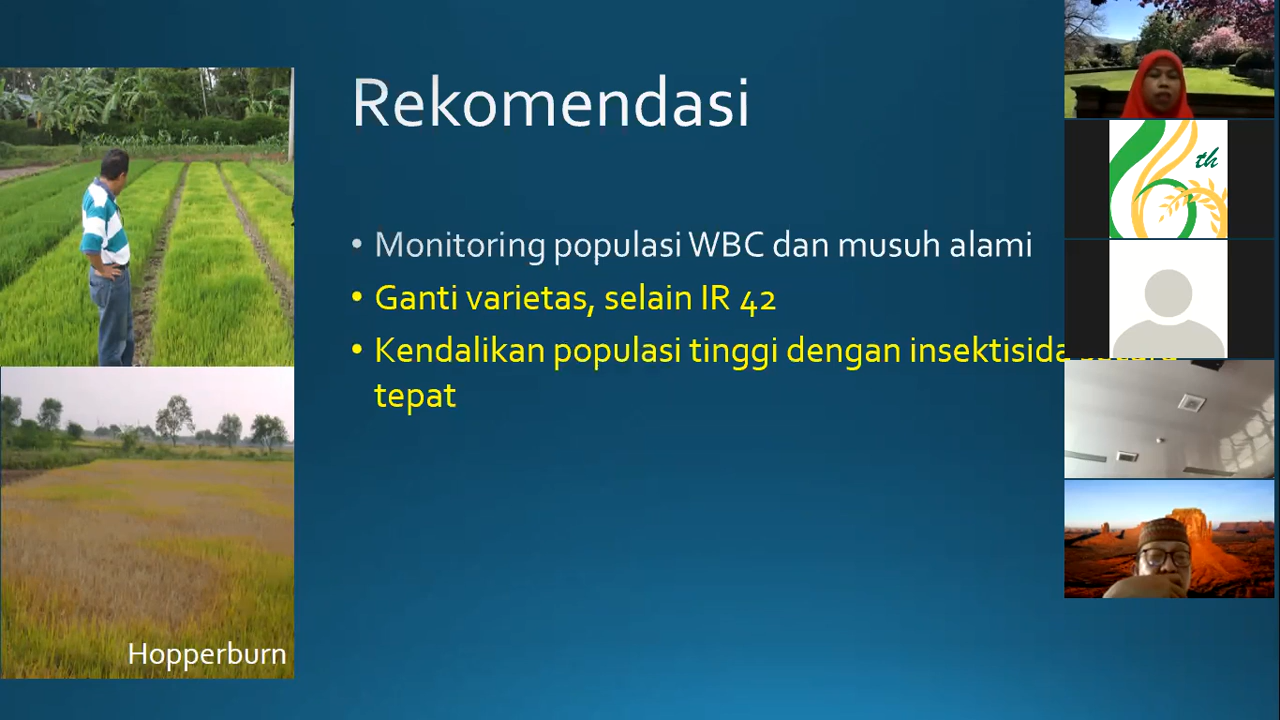 Rekomendasi
• Monitoring populasi WBC dan musuh alami
• Ganti varietas, selain IR 42
• Kendalikan populasi tinggi dengan insektisida
tepat
Hopperburn
6th